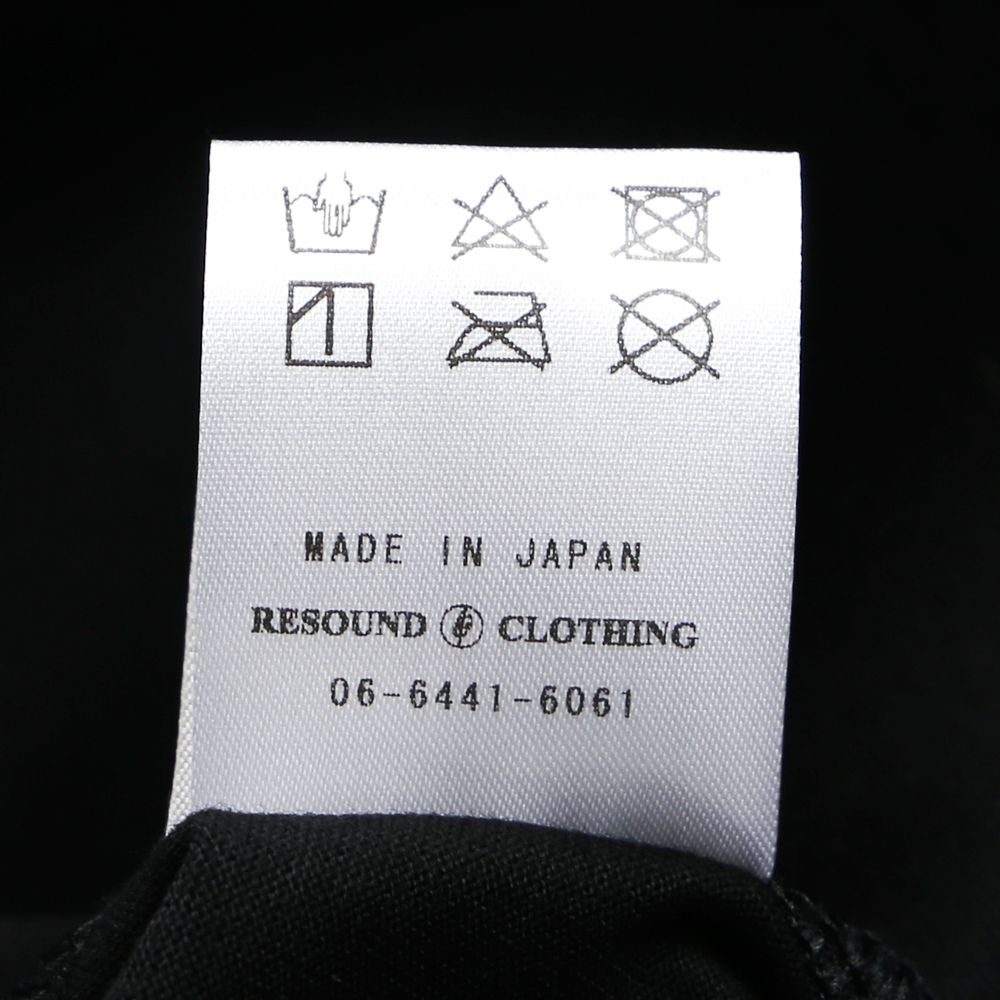 MADE IN JAPAN
RESOUND CLOTHING
06-6441-6061